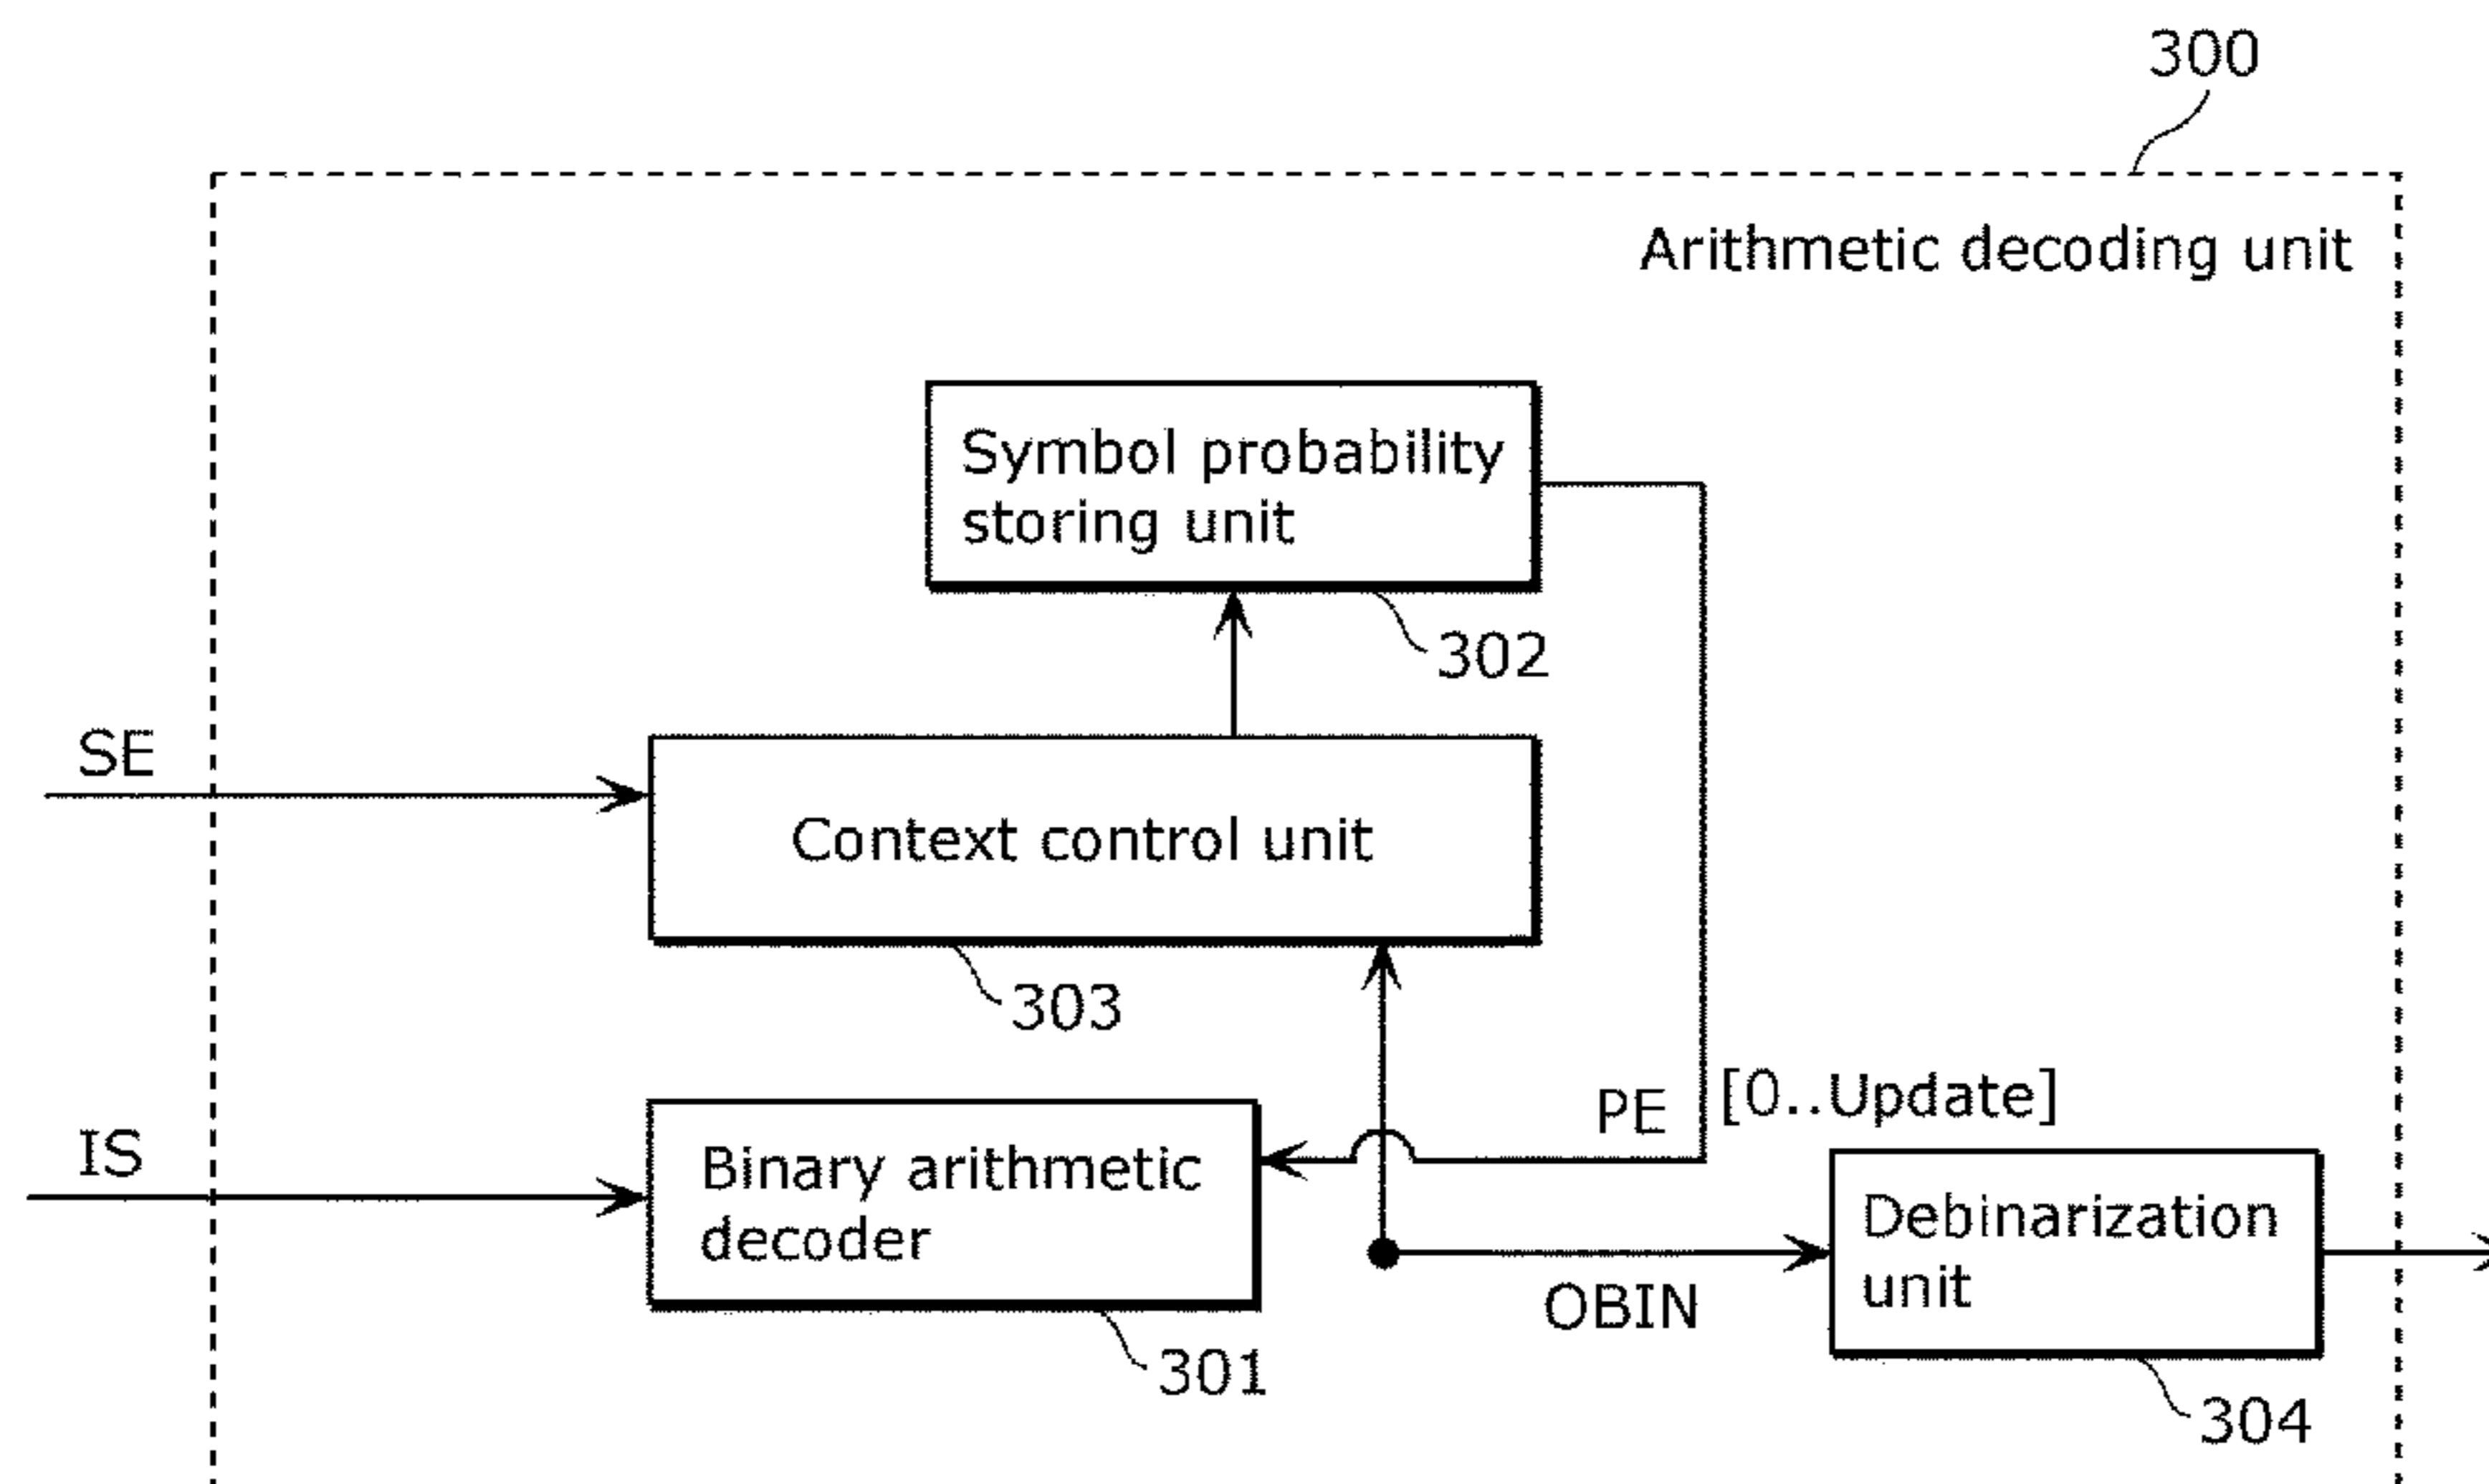 300
Arithmetic decoding unit
Symbol probability
storing unit
302
SE
Context control unit
303
PE
[0..Update]
IS
Binary arithmetic
decoder
Debinarization
unit
OBIN
301
304